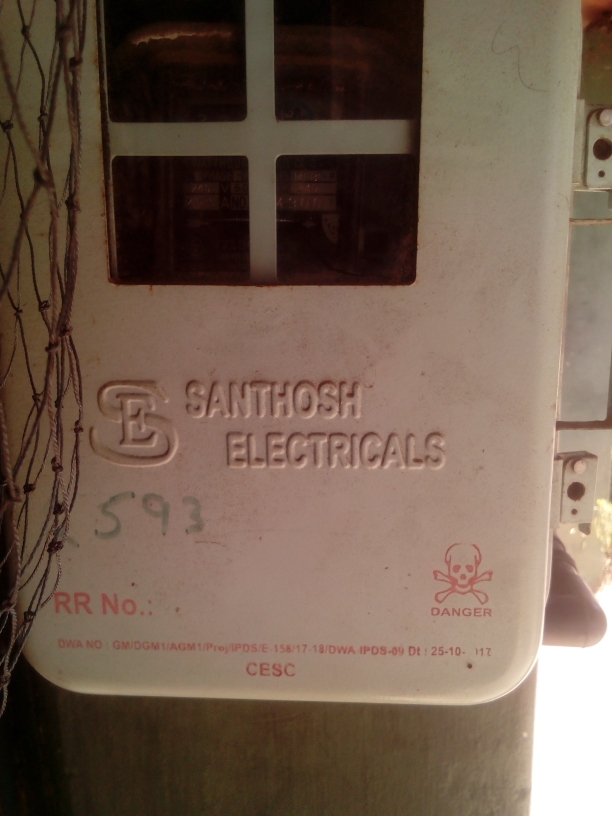 SE SANTHOSH
ELECTRICALS
593
DANGER
RR No.:
DWA NO : GM/DGM1/AGM1/Proj/IPDS/E-158/17-18/DWA-IPDS-09 Dt : 25-10-
CESC